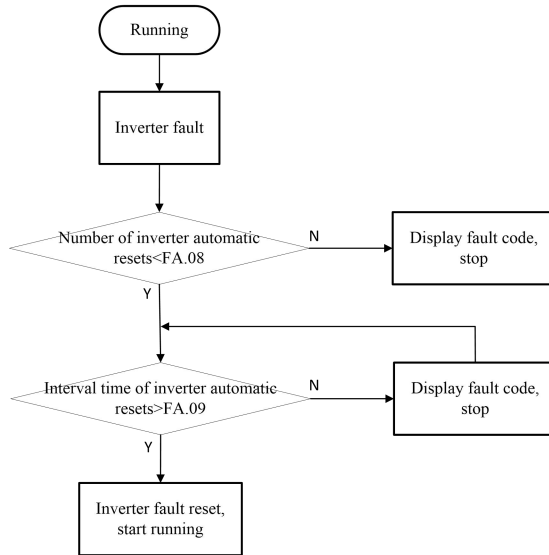 Running
Inverter fault
Number of inverter automatic
resets<FA.08
N
Display fault code,
stop
Y
Interval time of inverter automatic
resets>FA.09
N
Display fault code,
stop
Y
Inverter fault reset,
start running